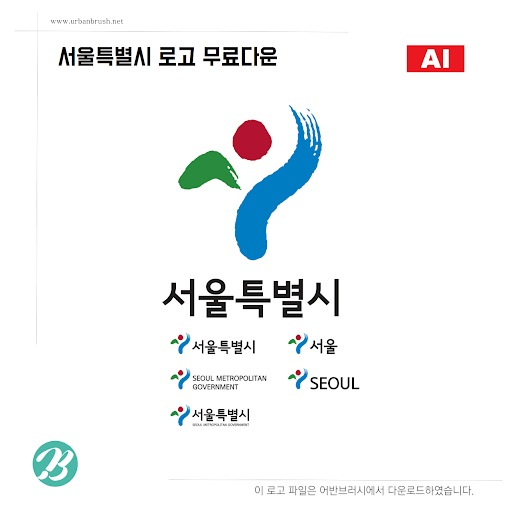 www.urbanbrush.net
서울특별시 로고 무료다운
AI
서울특별시
서울특별시
서울
SEOUL METROPOLITAN
GOVERNMENT
SEOUL
서울특별시
SEOUL METROPOLITAN GOVERNMENT
B
이 로고 파일은 어반브러시에서 다운로드하였습니다.